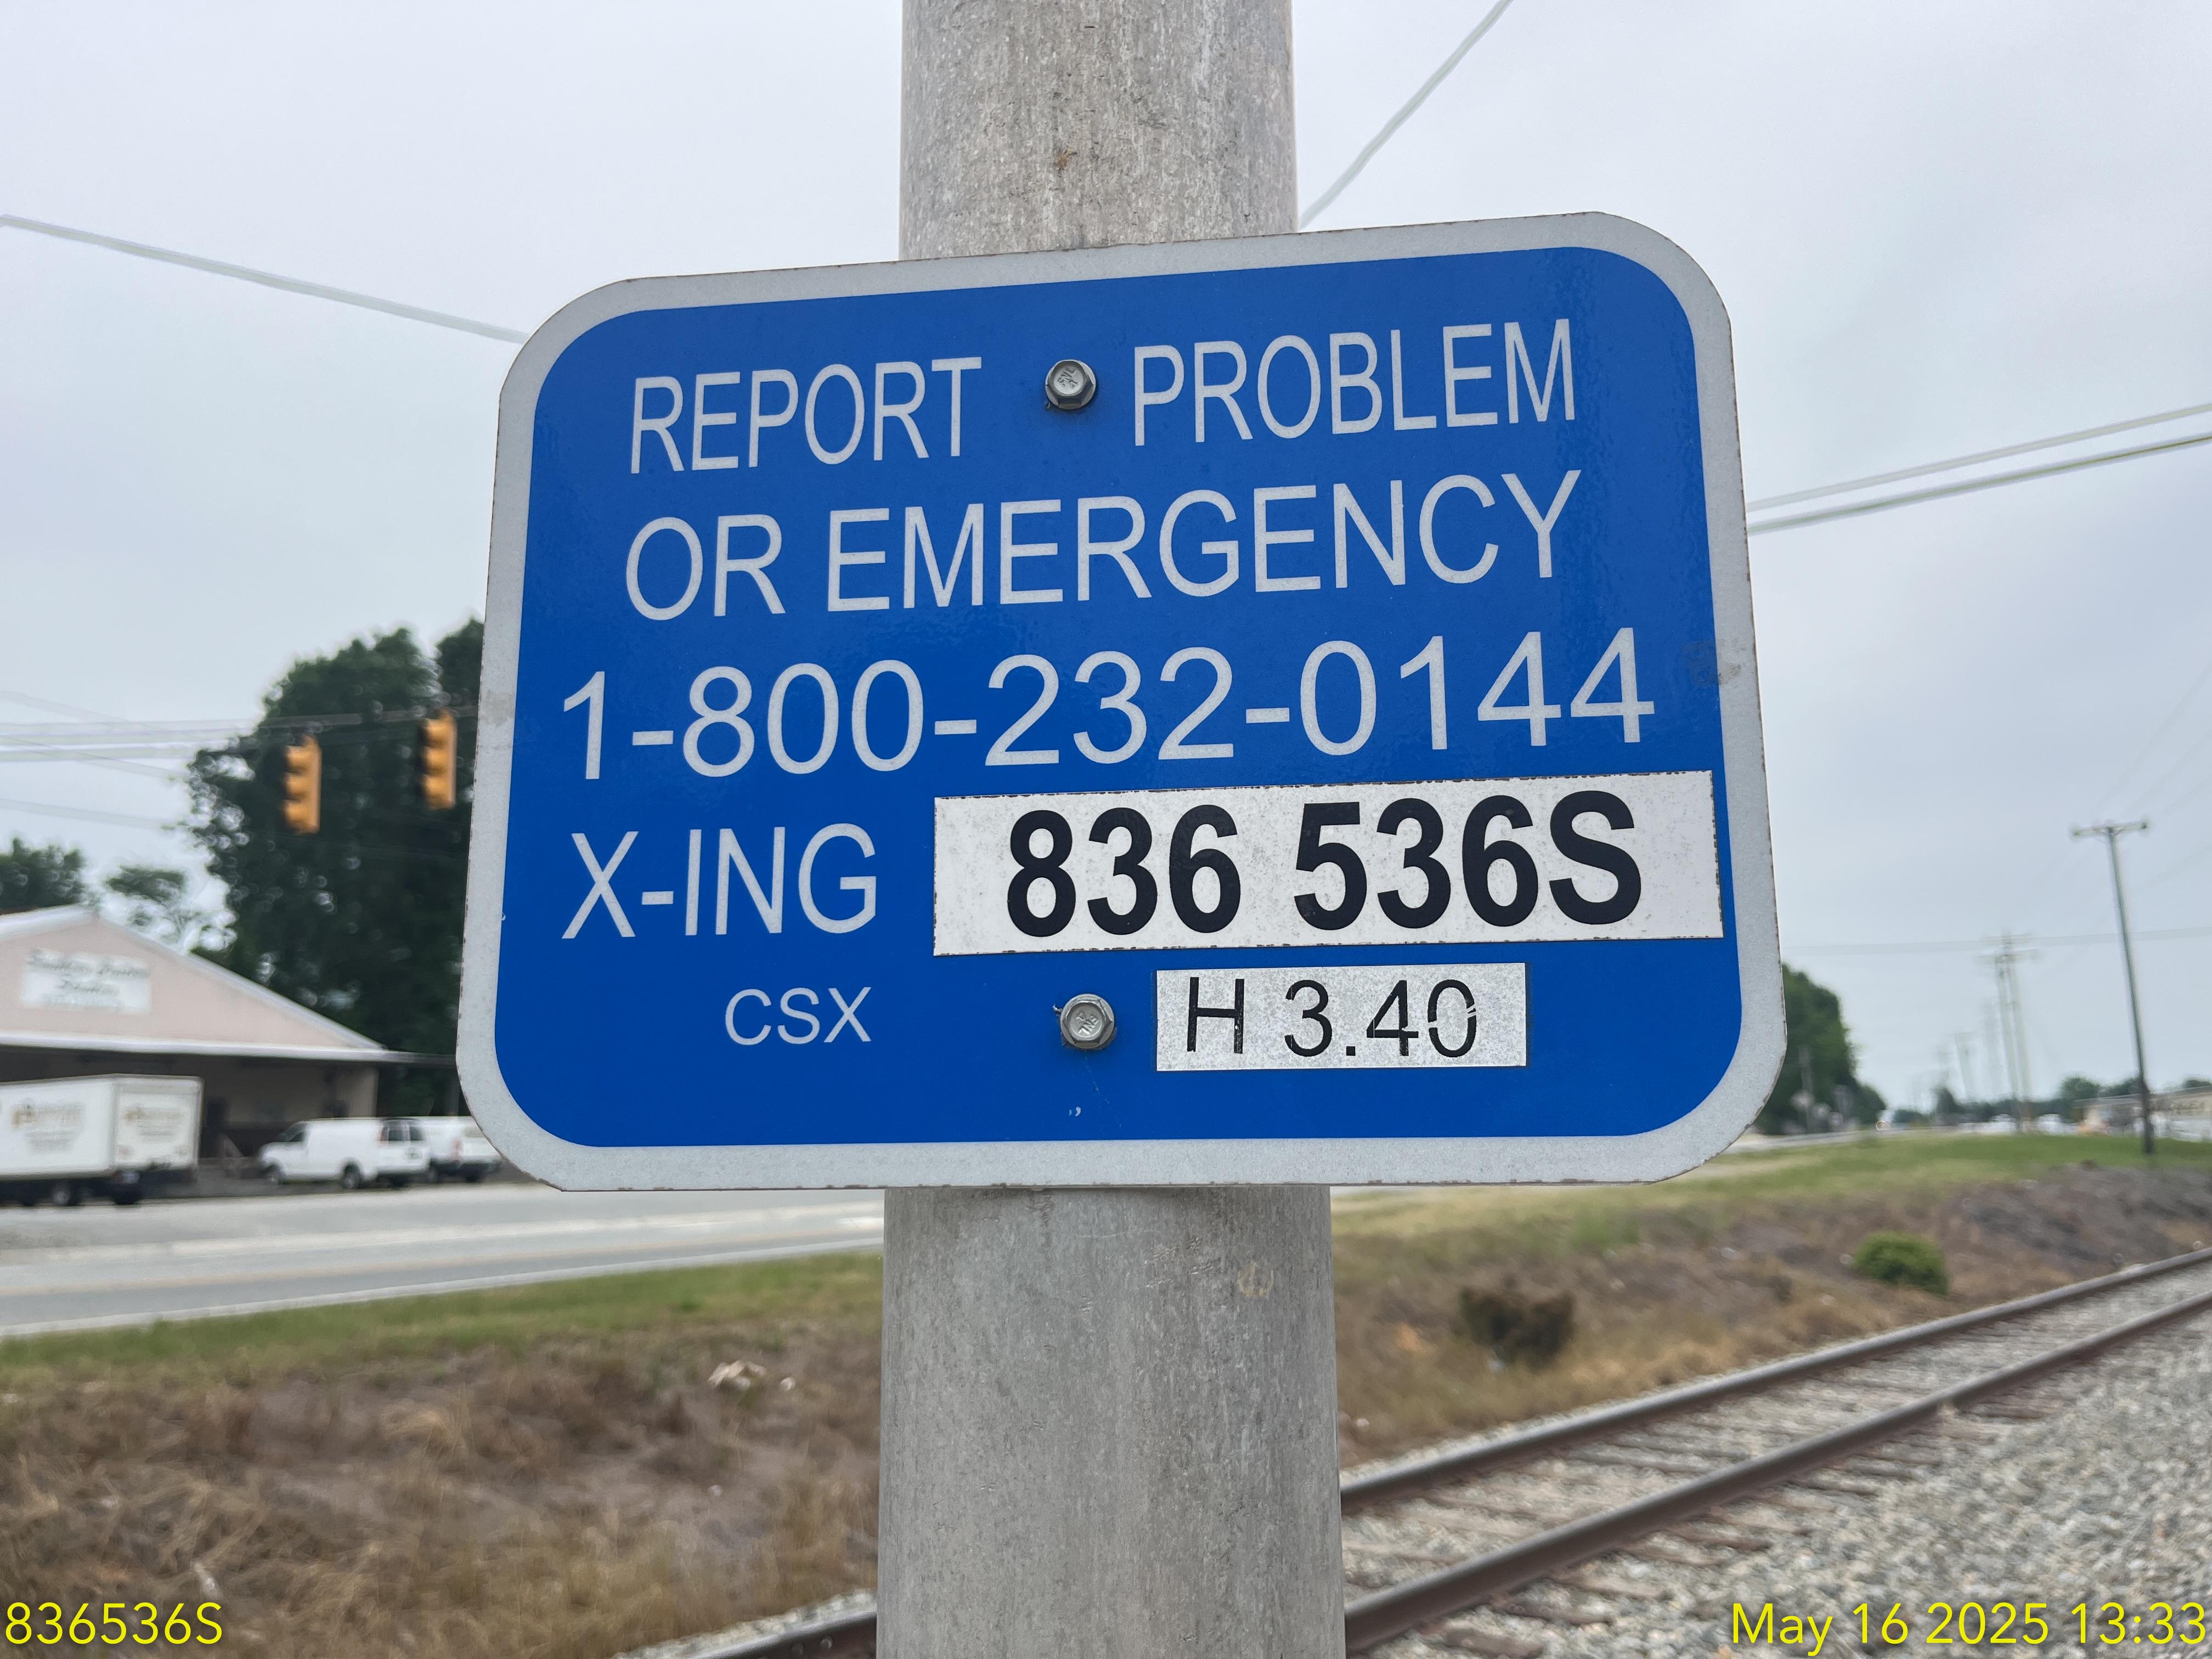 REPORT PROBLEM
OR EMERGENCY
1-800-232-0144
X-ING 836 536S
CSX H 3.40
836536S
May 16 2025 13:33